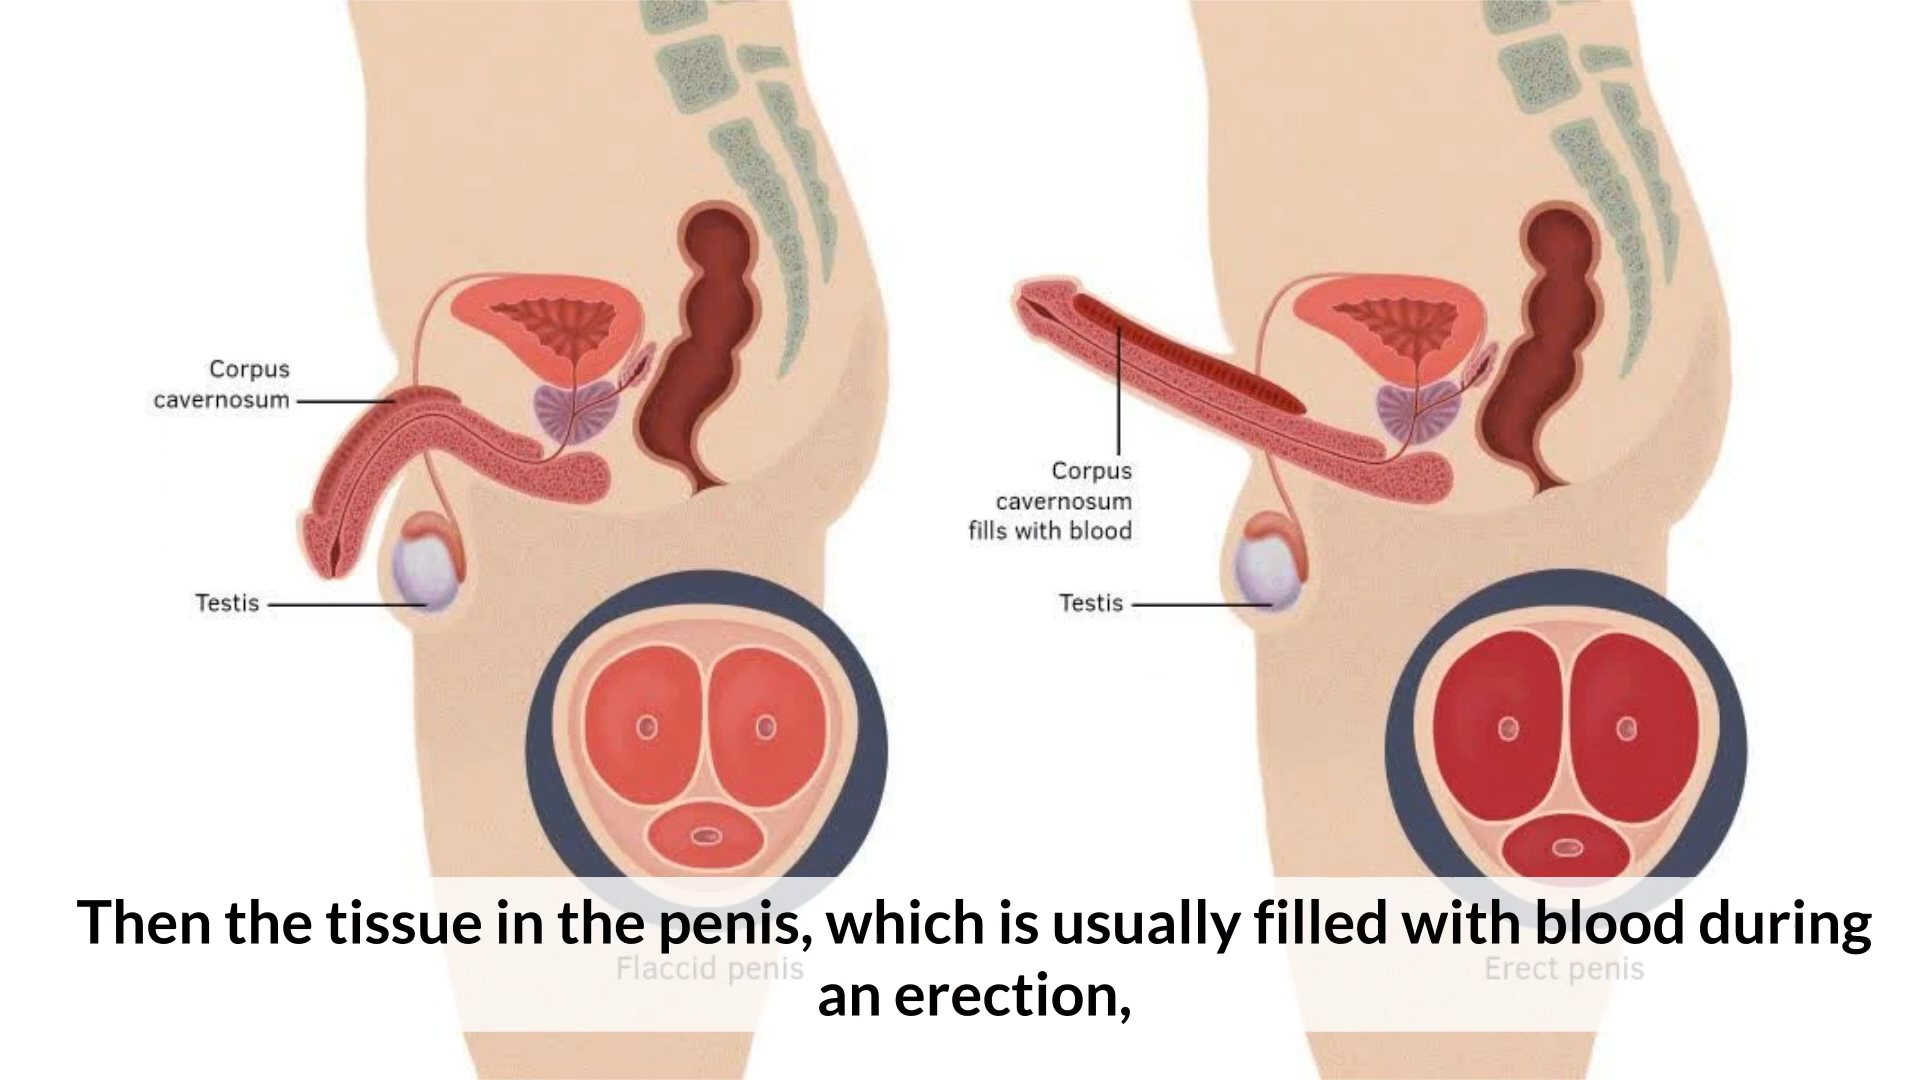 Corpus
cavernosum
Testis
Corpus
cavernosum
fills with blood
Testis
Then the tissue in the penis, which is usually filled with blood during
an erection,
Flaccid penis
Erect penis